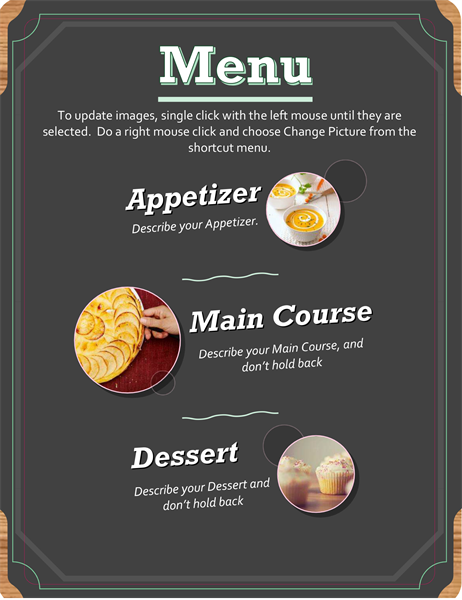 Menu
To update images, single click with the left mouse until they are
selected.  Do a right mouse click and choose Change Picture from the
shortcut menu.
Appetizer
Describe your Appetizer.
Main Course
Describe your Main Course, and
don't hold back
Dessert
Describe your Dessert and
don't hold back